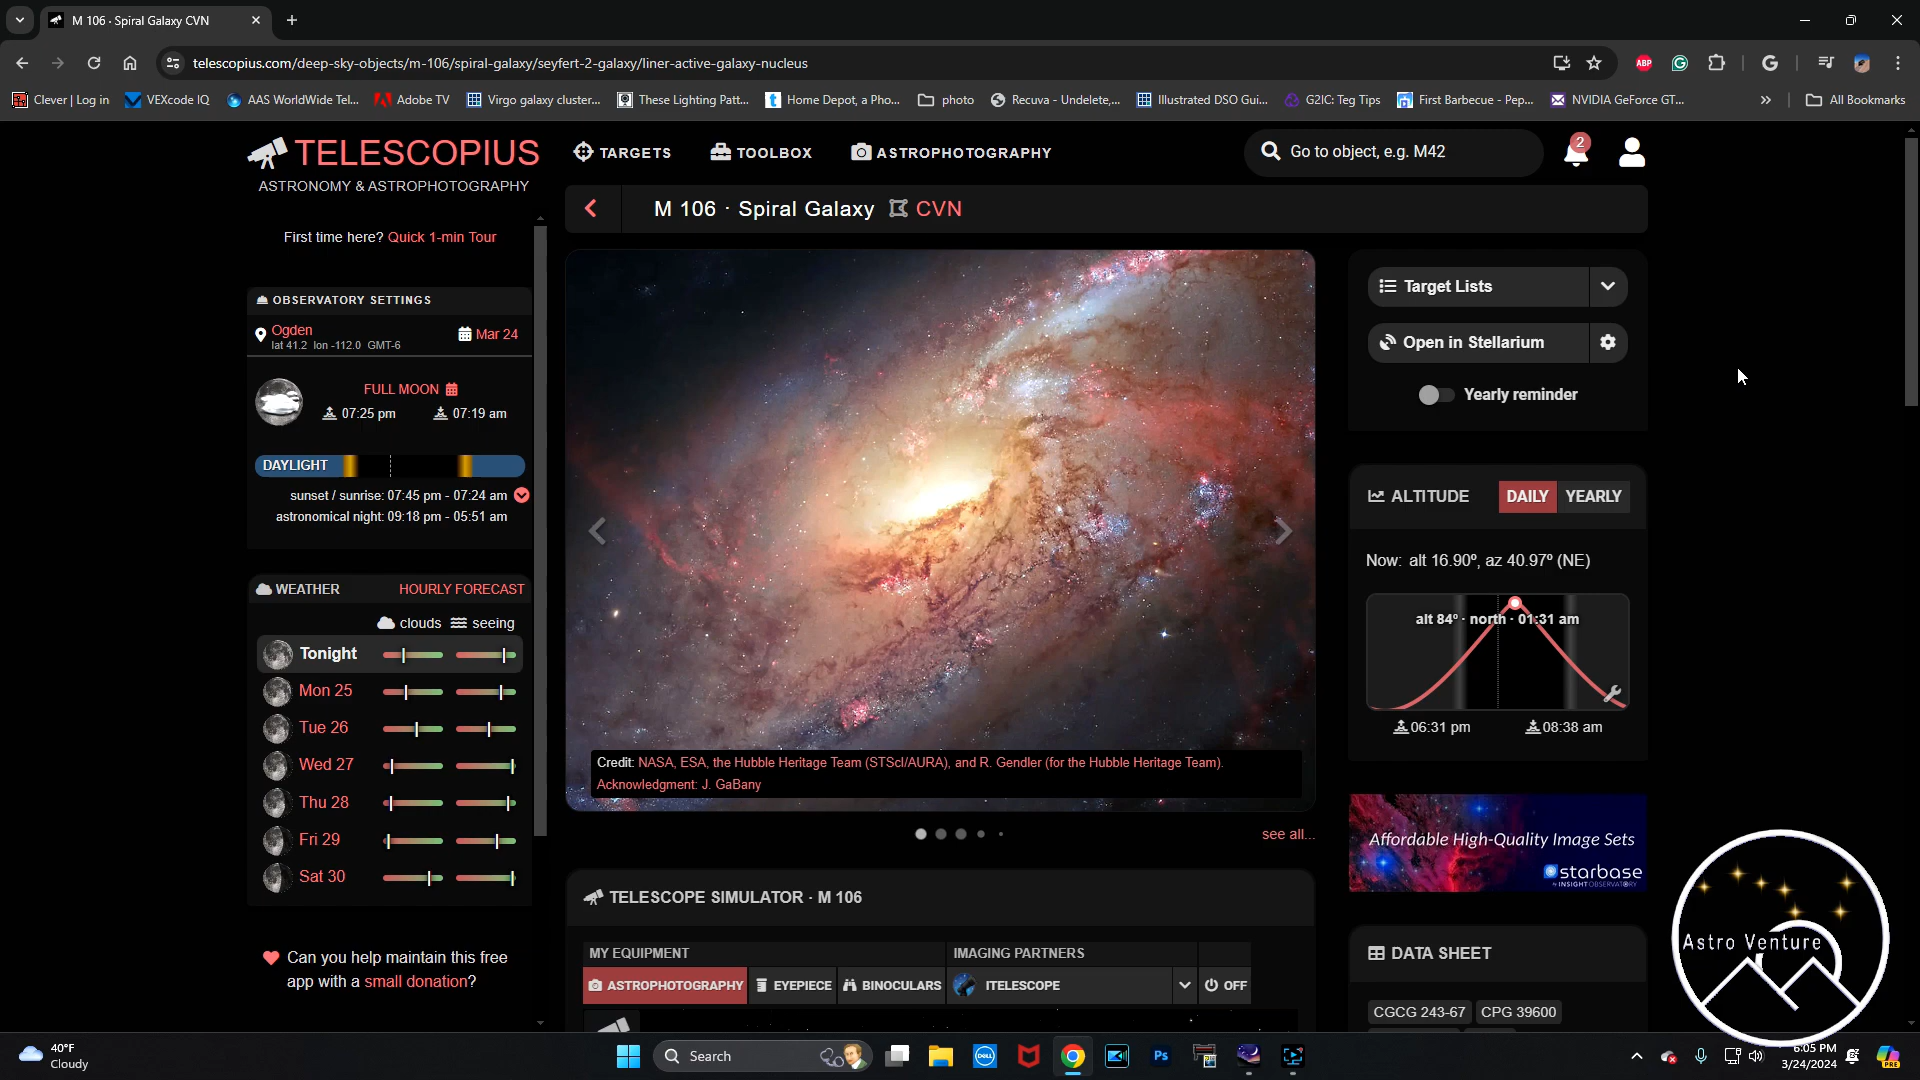 M 106 · Spiral Galaxy CVN
telescopius.com/deep-sky-objects/m-106/spiral-galaxy/seyfert-2-galaxy/liner-active-galaxy-nucleus
Clever | Log in
VEXcode IQ
AAS WorldWide Tel...
Adobe TV
Virgo galaxy cluster...
These Lighting Patt...
Home Depot, a Pho...
photo
Recuva - Undelete,...
Illustrated DSO Gui...
G2IC: Teg Tips
First Barbecue - Pep...
NVIDIA GeForce GT...
All Bookmarks
TELESCOPIUS
ASTRONOMY & ASTROPHOTOGRAPHY
TARGETS
TOOLBOX
ASTROPHOTOGRAPHY
Go to object, e.g. M42
2
First time here? Quick 1-min Tour
OBSERVATORY SETTINGS
Ogden
lat 41.2 lon -112.0 GMT-6
Mar 24
FULL MOON
07:25 pm
07:19 am
DAYLIGHT
sunset / sunrise: 07:45 pm - 07:24 am
astronomical night: 09:18 pm - 05:51 am
WEATHER
HOURLY FORECAST
clouds
seeing
Tonight
Mon 25
Tue 26
Wed 27
Thu 28
Fri 29
Sat 30
Can you help maintain this free
app with a small donation?
M 106 · Spiral Galaxy CVN
Credit: NASA, ESA, the Hubble Heritage Team (STScI/AURA), and R. Gendler (for the Hubble Heritage Team).
Acknowledgment: J. GaBany
see all...
TELESCOPE SIMULATOR · M 106
MY EQUIPMENT
IMAGING PARTNERS
ASTROPHOTOGRAPHY
EYEPIECE
BINOCULARS
ITELESCOPE
OFF
Target Lists
Open in Stellarium
Yearly reminder
ALTITUDE
DAILY
YEARLY
Now: alt 16.90º, az 40.97º (NE)
alt 84º · north · 01:31 am
06:31 pm
08:38 am
Affordable High-Quality Image Sets
starbase
by INSIGHT OBSERVATORY
DATA SHEET
CGCG 243-67
CPG 39600
Astro Venture
40°F
Cloudy
Search
DELL
Ps
6:05 PM
3/24/2024
PRE
ABP